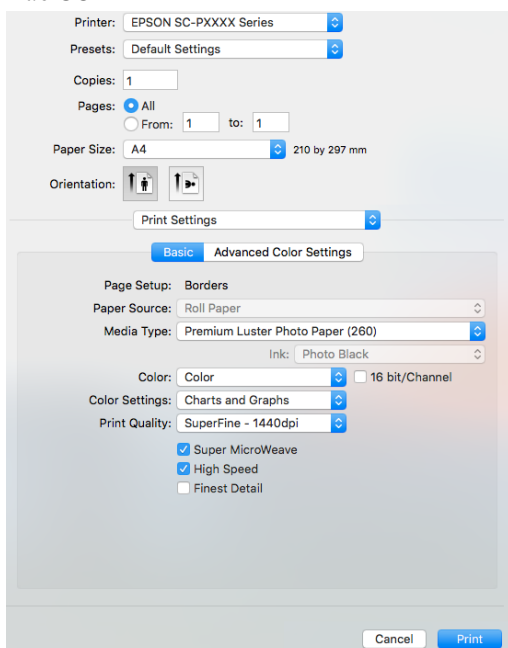 Printer: EPSON SC-PXXXX Series
Presets: Default Settings
Copies: 1
Pages: All
From: 1 to: 1
Paper Size: A4 210 by 297 mm
Orientation:
Print Settings
Basic Advanced Color Settings
Page Setup: Borders
Paper Source: Roll Paper
Media Type: Premium Luster Photo Paper (260)
Ink: Photo Black
Color: Color 16 bit/Channel
Color Settings: Charts and Graphs
Print Quality: SuperFine - 1440dpi
Super MicroWeave
High Speed
Finest Detail
Cancel Print